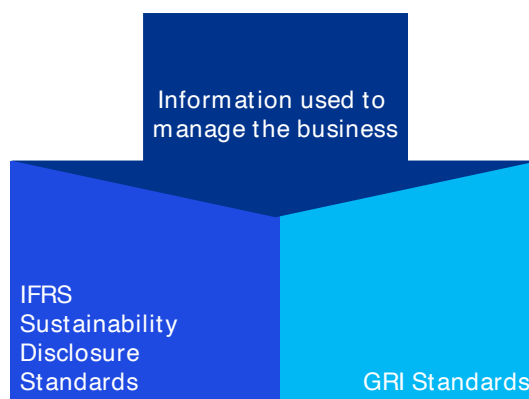 Information used to
manage the business
IFRS
Sustainability
Disclosure
Standards
GRI Standards